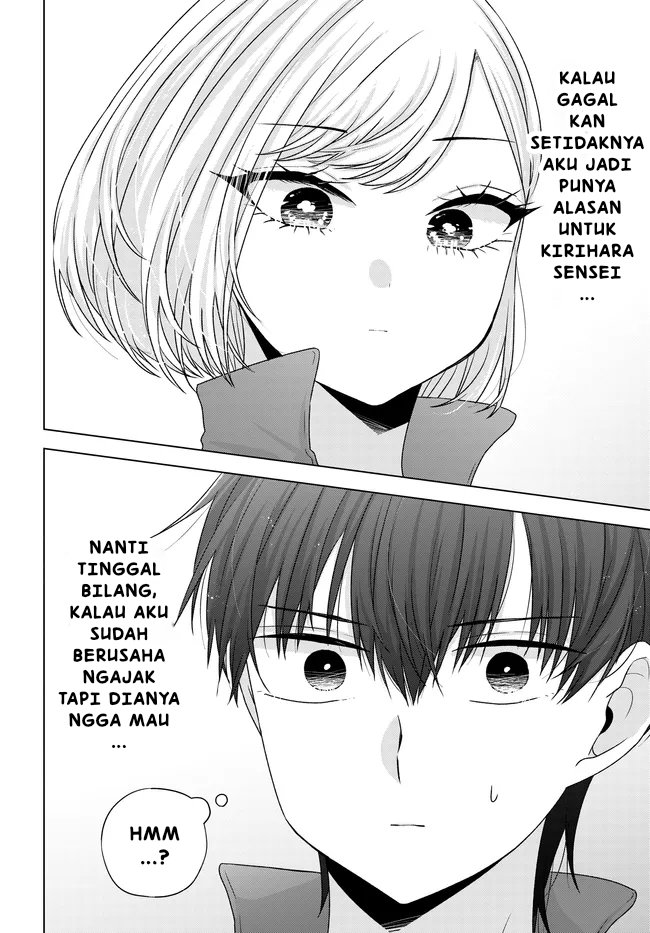 KALAU
GAGAL
KAN
SETIDAKNYA
AKU JADI
PUNYA
ALASAN
UNTUK
KIRIHARA
SENSEI
...
NANTI
TINGGAL
BILANG,
KALAU AKU
SUDAH
BERUSAHA
NGAJAK
TAPI DIANYA
NGGA MAU
...
HMM
...?